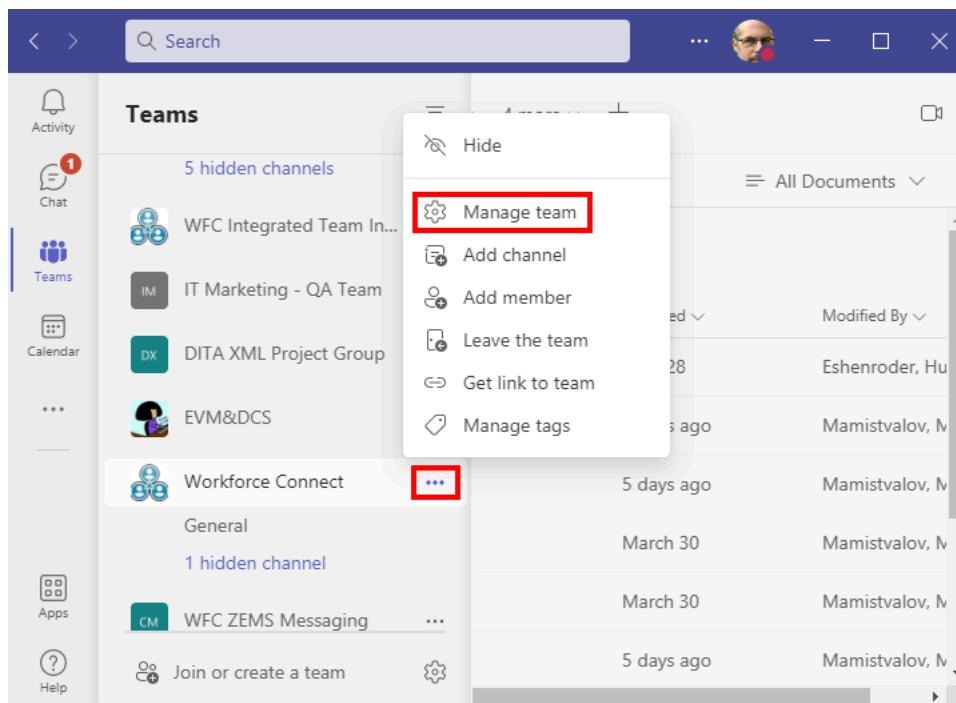 Search
Activity
Chat
1
Teams
Calendar
Apps
Help
Teams
5 hidden channels
WFC Integrated Team In...
IM
IT Marketing - QA Team
DX
DITA XML Project Group
EVM&DCS
Workforce Connect
General
1 hidden channel
CM
WFC ZEMS Messaging
Join or create a team
Hide
Manage team
Add channel
Add member
Leave the team
Get link to team
Manage tags
All Documents
ed
Modified By
28
Eshenroder, Hu
s ago
Mamistvalov, M
5 days ago
Mamistvalov, M
March 30
Mamistvalov, M
March 30
Mamistvalov, M
5 days ago
Mamistvalov, M